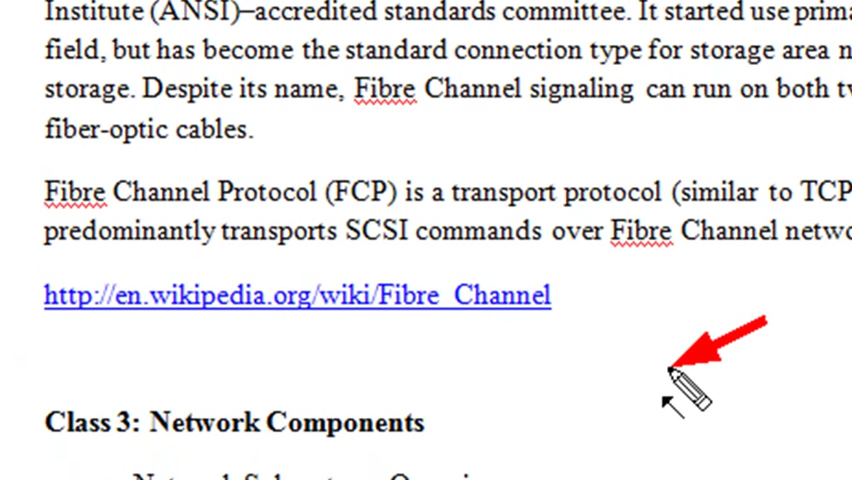 Institute (ANSI)–accredited standards committee. It started use
field, but has become the standard connection type for storage area
storage. Despite its name, Fibre Channel signaling can run on both
fiber-optic cables.
Fibre Channel Protocol (FCP) is a transport protocol (similar to TCP
predominantly transports SCSI commands over Fibre Channel
http://en.wikipedia.org/wiki/Fibre_Channel
Class 3: Network Components